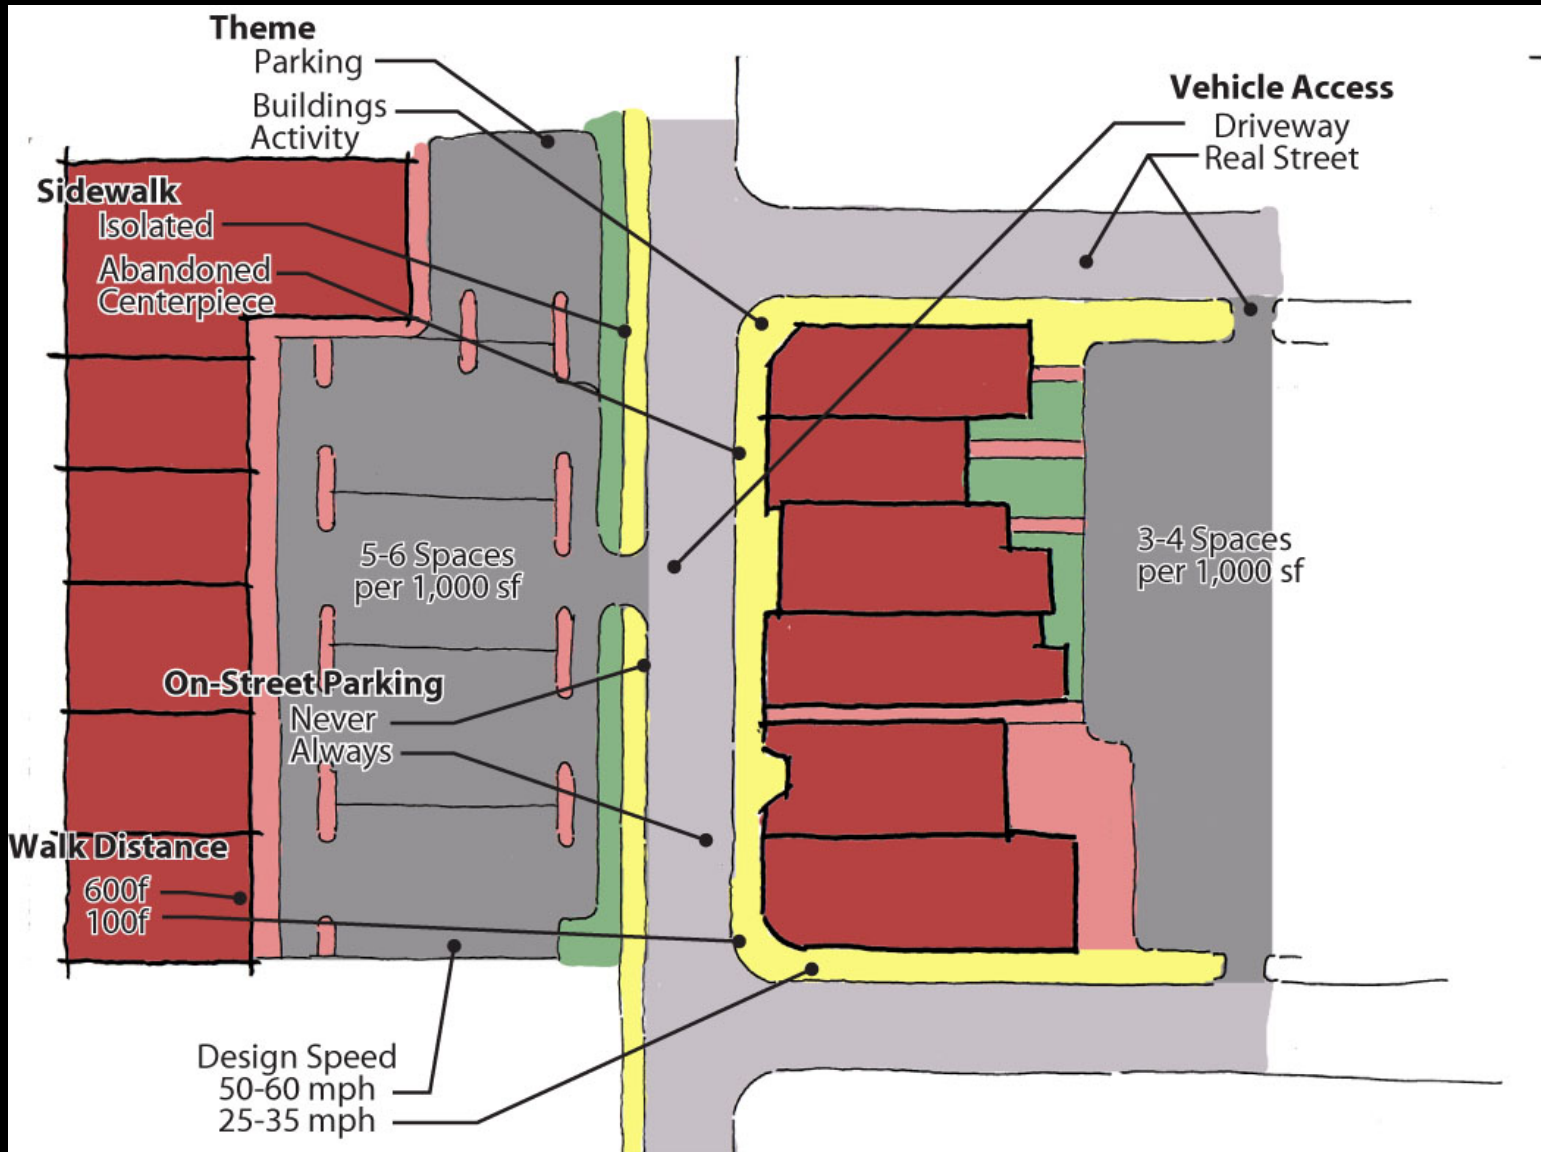 Theme
Parking
Buildings
Activity
Vehicle Access
Driveway
Real Street
Sidewalk
Isolated
Abandoned
Centerpiece
5-6 Spaces
per 1,000 sf
3-4 Spaces
per 1,000 sf
On-Street Parking
Never
Always
Walk Distance
600f
100f
Design Speed
50-60 mph
25-35 mph